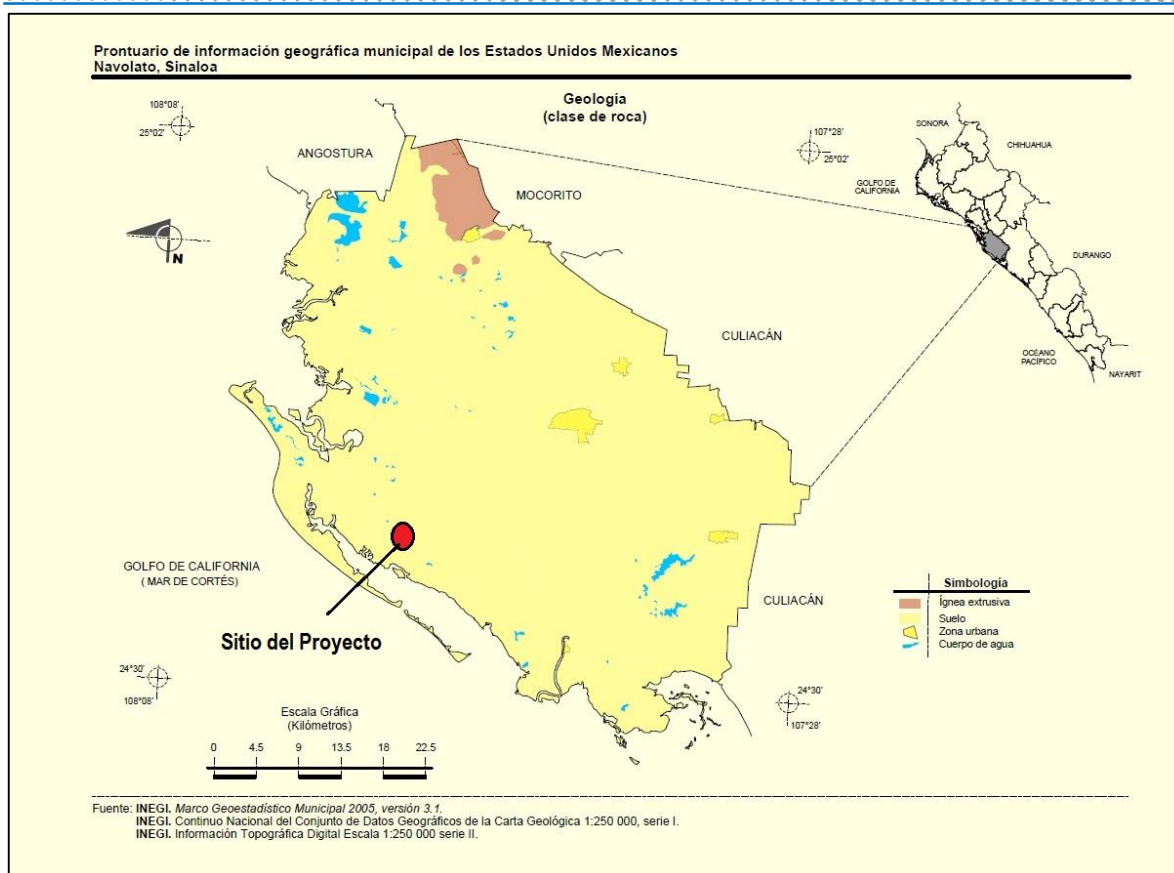 Prontuario de información geográfica municipal de los Estados Unidos Mexicanos
Navolato, Sinaloa
Geología
(clase de roca)
108°08'
25°02'
107°28'
25°02'
ANGOSTURA
MOCORITO
CULIACÁN
CULIACÁN
N
SONORA
CHIHUAHUA
GOLFO DE
CALIFORNIA
DURANGO
OCÉANO
PACÍFICO
NAYARIT
GOLFO DE CALIFORNIA
( MAR DE CORTÉS)
Sitio del Proyecto
Simbología
Ígnea extrusiva
Suelo
Zona urbana
Cuerpo de agua
24°30'
108°08'
24°30'
107°28'
Escala Gráfica
(Kilómetros)
0 4.5 9 13.5 18 22.5
Fuente: INEGI. Marco Geoestadístico Municipal 2005, versión 3.1.
INEGI. Continuo Nacional del Conjunto de Datos Geográficos de la Carta Geológica 1:250 000, serie I.
INEGI. Información Topográfica Digital Escala 1:250 000 serie II.